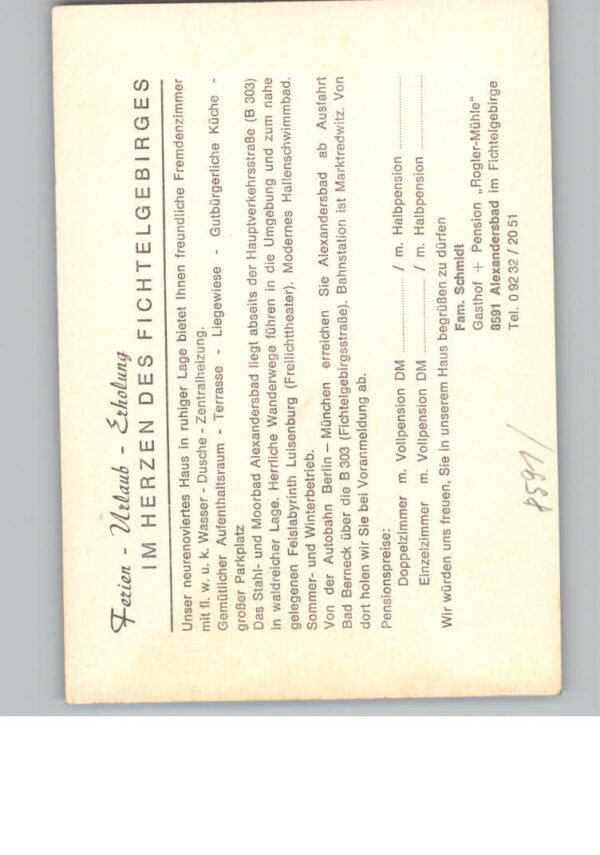 Ferien - Urlaub - Erholung
IM HERZEN DES FICHTELGEBIRGES
Unser neurenoviertes Haus in ruhiger Lage bietet Ihnen freundliche Fremdenzimmer
mit fl. w. u. k. Wasser - Dusche - Zentralheizung.
Gemütlicher Aufenthaltsraum - Terrasse - Liegewiese - Gutbürgerliche Küche -
großer Parkplatz
Das Stahl- und Moorbad Alexandersbad liegt abseits der Hauptverkehrsstraße (B 303)
in waldreicher Lage. Herrliche Wanderwege führen in die Umgebung und zum nahe
gelegenen Felslabyrinth Luisenburg (Freilichttheater). Modernes Hallenschwimmbad.
Sommer- und Winterbetrieb.
Von der Autobahn Berlin – München erreichen Sie Alexandersbad ab Ausfahrt
Bad Berneck über die B 303 (Fichtelgebirgsstraße). Bahnstation ist Marktredwitz. Von
dort holen wir Sie bei Voranmeldung ab.
Pensionspreise:
Doppelzimmer m. Vollpension DM .................. / m. Halbpension ..................
Einzelzimmer m. Vollpension DM .................. / m. Halbpension ..................
Wir würden uns freuen, Sie in unserem Haus begrüßen zu dürfen
Fam. Schmidt
Gasthof + Pension „Rogler-Mühle"
8591 Alexandersbad im Fichtelgebirge
Tel. 0 92 32 / 20 51
8591/